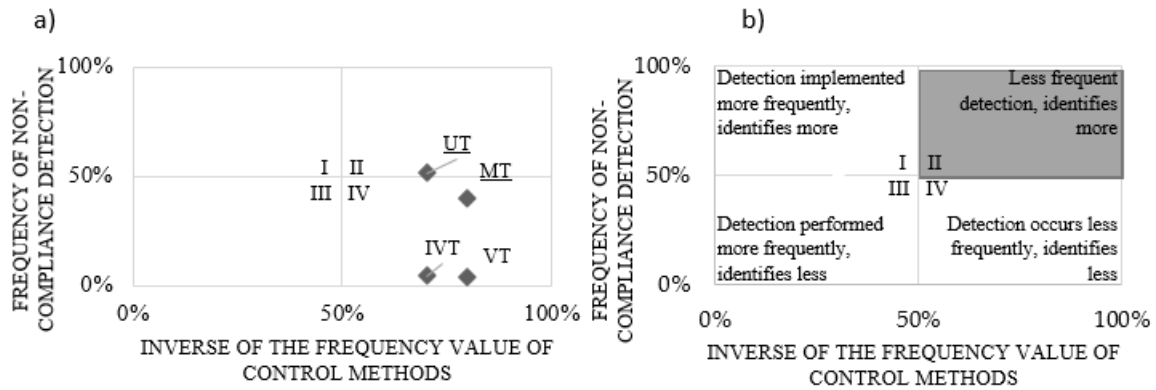 a)
FREQUENCY OF NON-
COMPLIANCE DETECTION
100%
50%
0%
I II
III IV
UT
MT
IVT
VT
0%
50%
100%
INVERSE OF THE FREQUENCY VALUE OF
CONTROL METHODS
b)
FREQUENCY OF NON-
COMPLIANCE DETECTION
100%
50%
0%
Detection implemented
more frequently,
identifies more
Less frequent
detection, identifies
more
I II
III IV
Detection performed
more frequently,
identifies less
Detection occurs less
frequently, identifies
less
0%
50%
100%
INVERSE OF THE FREQUENCY VALUE OF
CONTROL METHODS